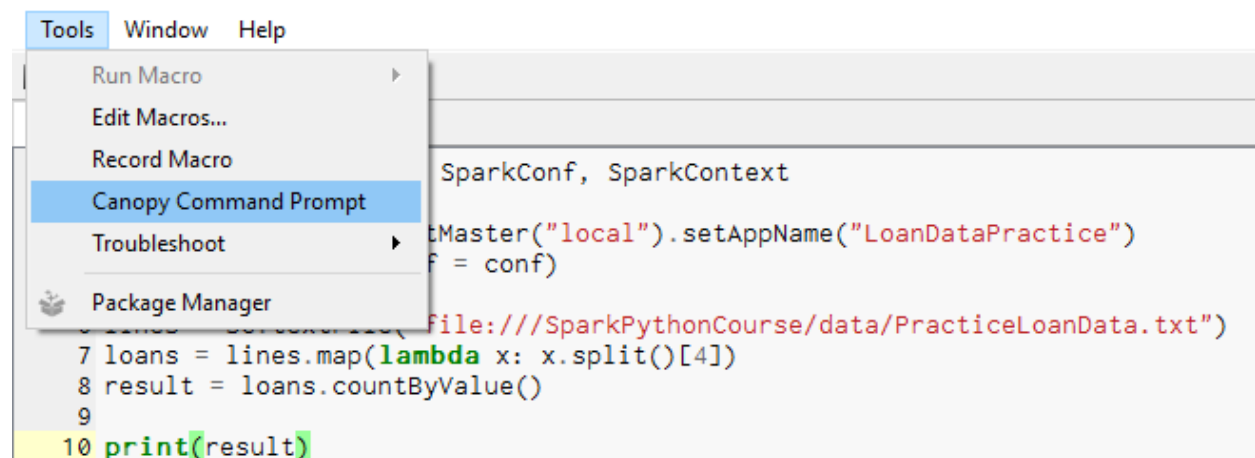 Tools Window Help
Run Macro
Edit Macros...
Record Macro
Canopy Command Prompt
Troubleshoot
Package Manager
SparkConf, SparkContext
tMaster("local").setAppName("LoanDataPractice")
= conf)
file:///SparkPythonCourse/data/PracticeLoanData.txt")
7 loans = lines.map(lambda x: x.split()[4])
8 result = loans.countByValue()
9
10 print(result)